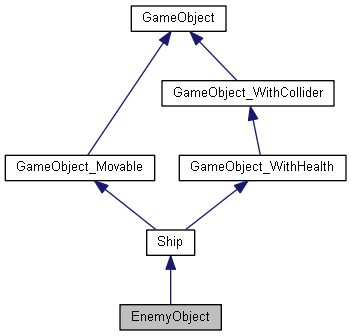 GameObject
GameObject_WithCollider
GameObject_Movable
GameObject_WithHealth
Ship
EnemyObject